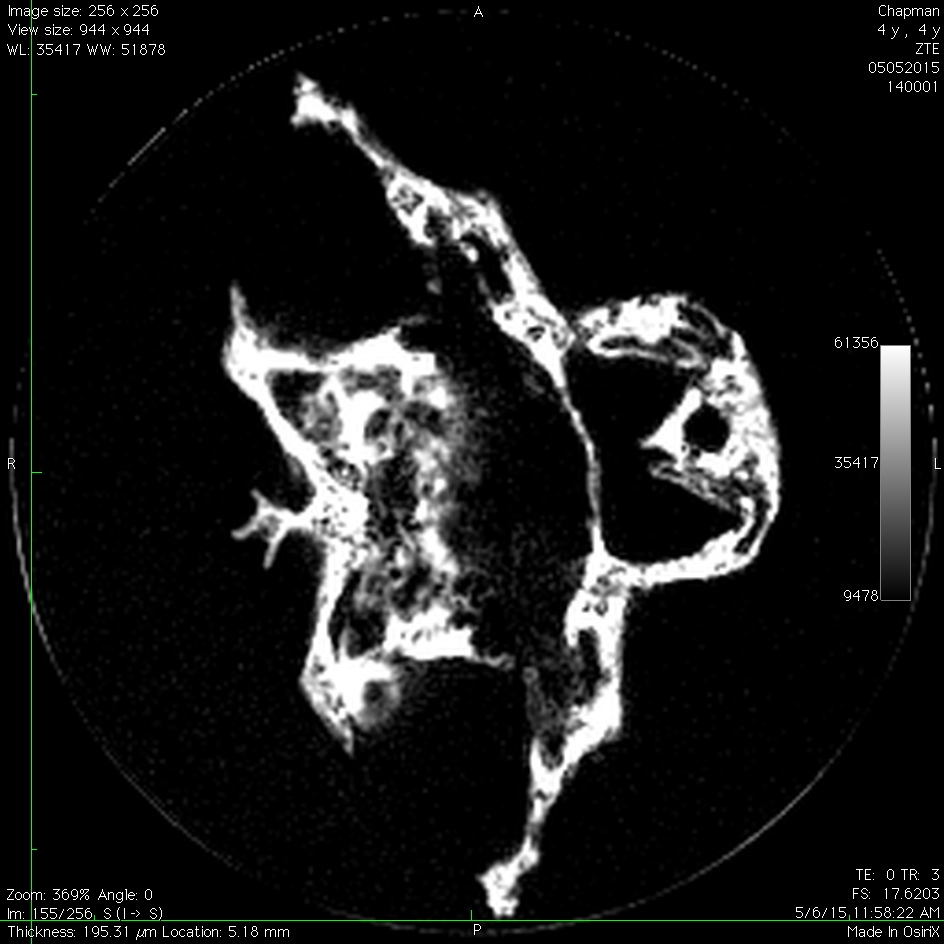 Image size: 256 x 256
View size: 944 x 944
WL: 35417 WW: 51878
A
Chapman
4 y , 4 y
ZTE
05052015
140001
61356
R
35417
L
9478
Zoom: 369% Angle: 0
Im: 155/256, S (I -> S)
Thickness: 195.31 µm Location: 5.18 mm
P
TE: 0 TR: 3
FS: 17.6203
5/6/15,11:58:22 AM
Made In OsiriX